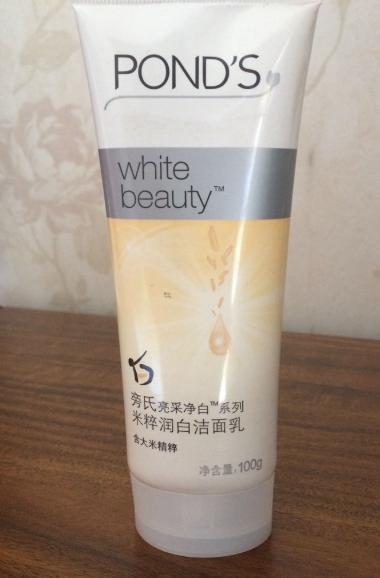 POND'S
white
beauty™
旁氏亮采净白™系列
米粹润白洁面乳
含大米精粹
净含量:100g